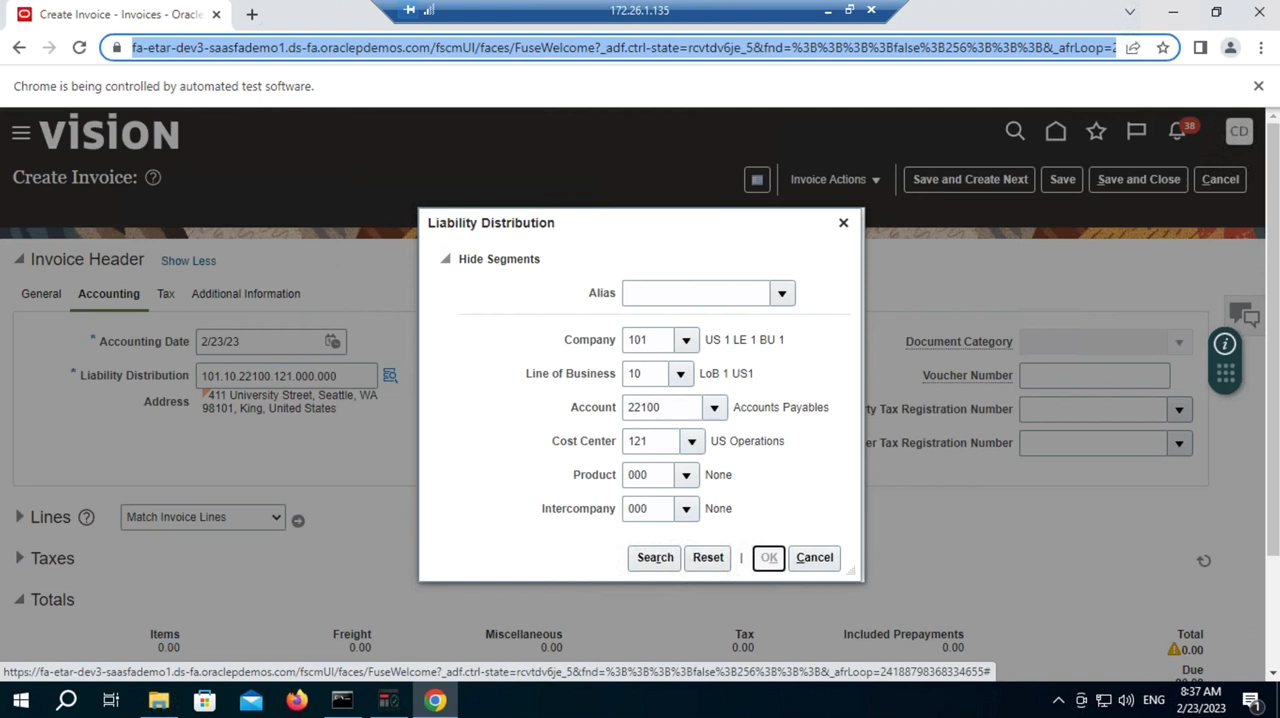 Create Invoice - Invoices - Oracle
172.26.1.135
fa-etar-dev3-saasfademo1.ds-fa.oraclepdemos.com/fscmUI/faces/FuseWelcome?_adf.ctrl-state=rcvtdv6je_5&fnd=%3B%3B%3B%3Bfalse%3B256%3B%3B%3B&_afrLoop=2
Chrome is being controlled by automated test software.
VISION
38
CD
Create Invoice: ?
Invoice Actions
Save and Create Next
Save
Save and Close
Cancel
Invoice Header
Show Less
General
Accounting
Tax
Additional Information
* Accounting Date 2/23/23
* Liability Distribution 101.10.22100.121.000.000
Address 411 University Street, Seattle, WA
98101, King, United States
Document Category
Voucher Number
ty Tax Registration Number
er Tax Registration Number
Liability Distribution
Hide Segments
Alias
Company 101 US 1 LE 1 BU 1
Line of Business 10 LoB 1 US1
Account 22100 Accounts Payables
Cost Center 121 US Operations
Product 000 None
Intercompany 000 None
Search
Reset
OK
Cancel
Lines ? Match Invoice Lines
Taxes
Totals
Items Freight Miscellaneous Tax Included Prepayments Total
0.00 0.00 0.00 0.00 0.00 0.00
Due
https://fa-etar-dev3-saasfademo1.ds-fa.oraclepdemos.com/fscmUI/faces/FuseWelcome?_adf.ctrl-state=rcvtdv6je_5&fnd=%3B%3B%3B%3Bfalse%3B256%3B%3B%3B&_afrLoop=24188798368334655#
ENG
8:37 AM
2/23/2023
1